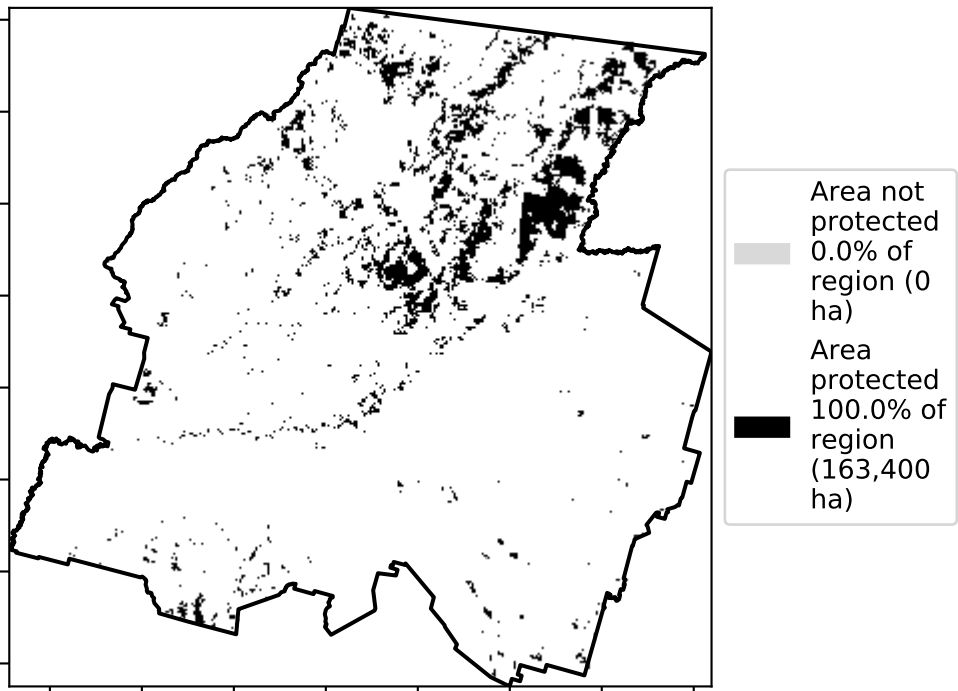 Area not
protected
0.0% of
region (0
ha)
Area
protected
100.0% of
region
(163,400
ha)